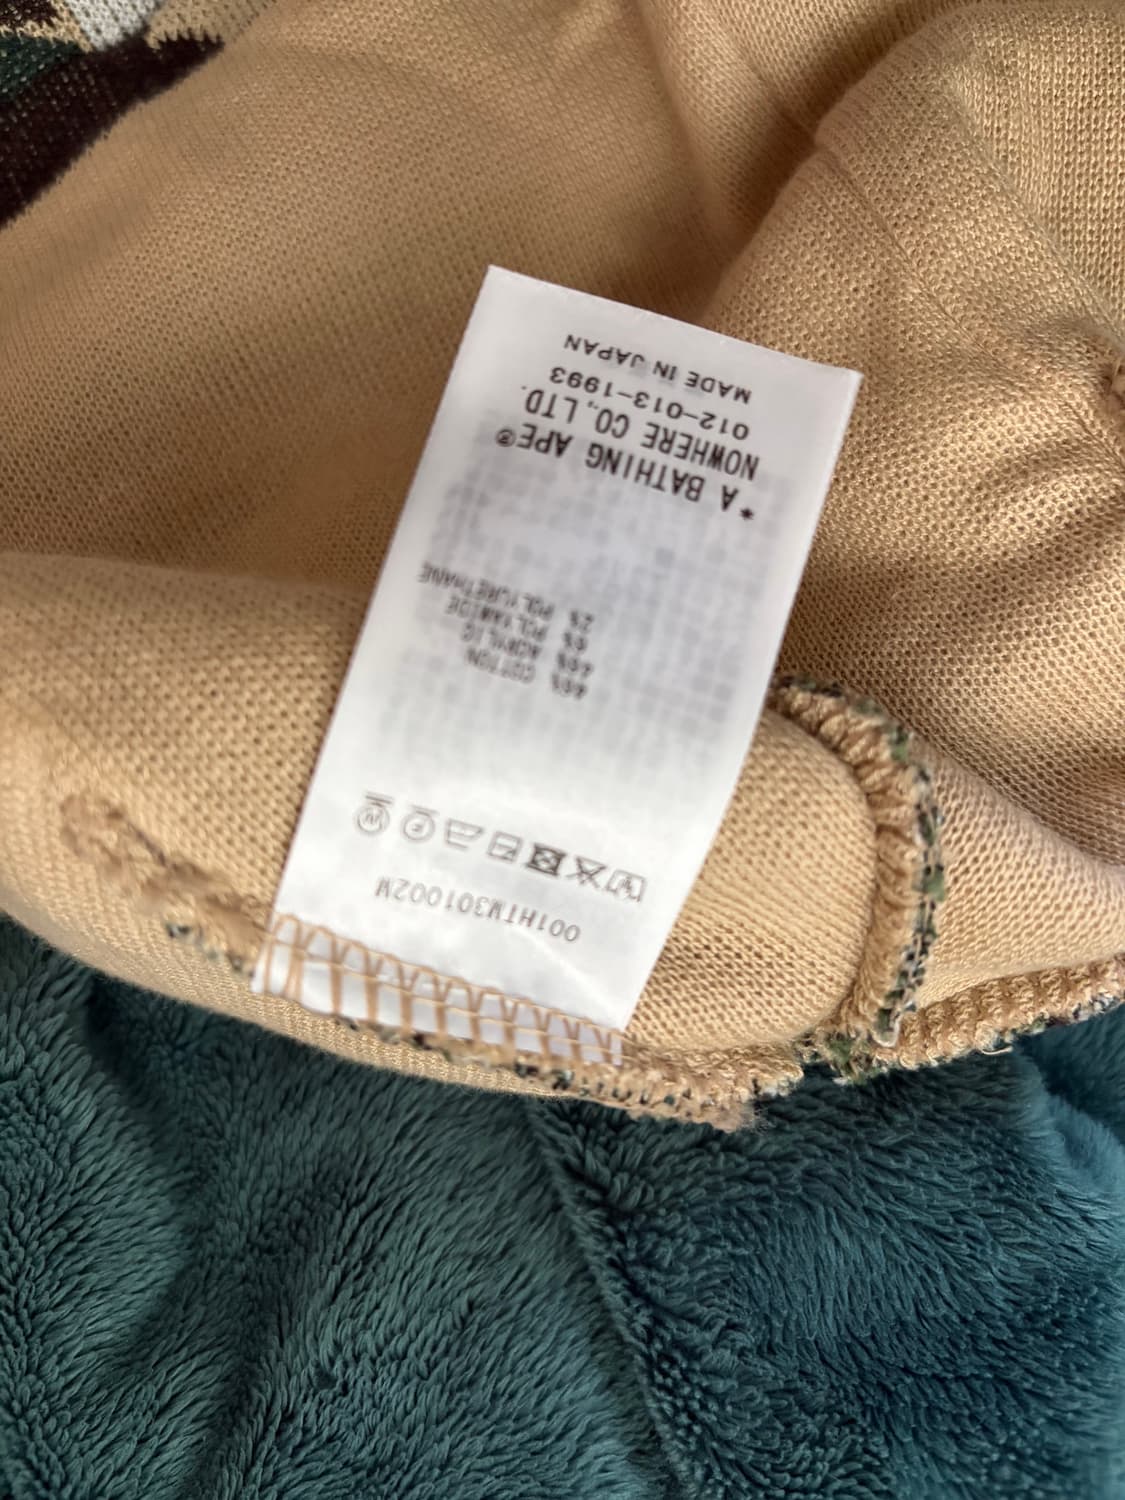 001HTM301002M
F W
46% COTTON
46% ACRYLIC
6% POLYAMIDE
2% POLYURETHANE
*A BATHING APE®
NOWHERE CO., LTD.
012-013-1993
MADE IN JAPAN